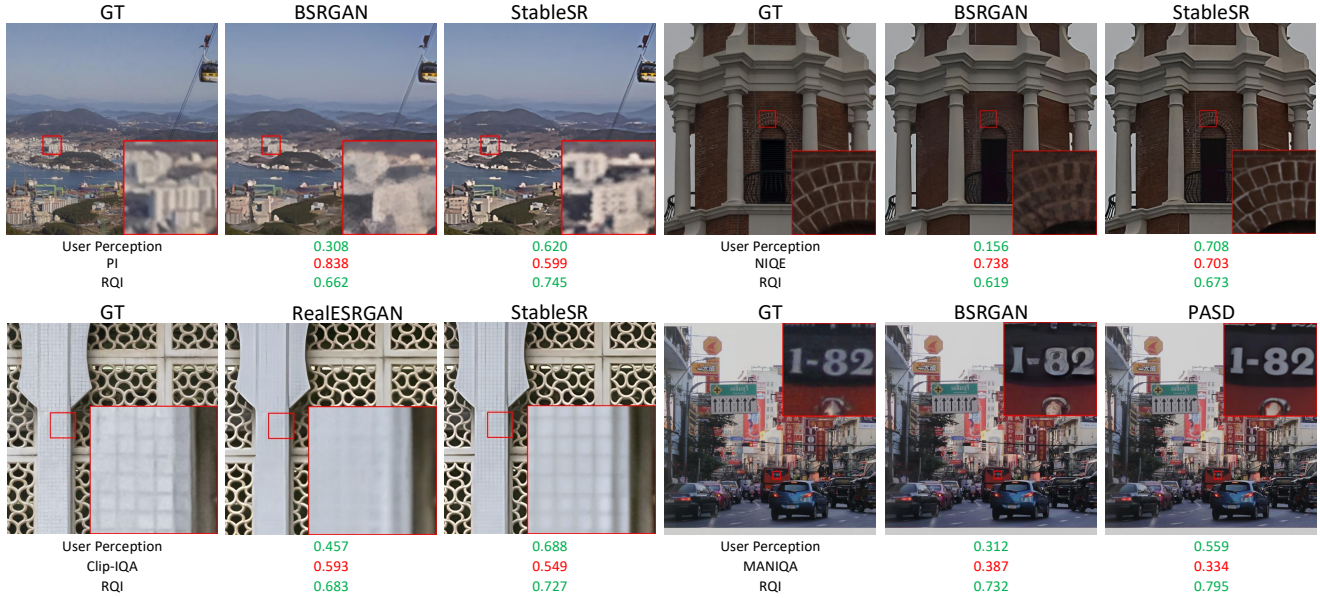 GT BSRGAN StableSR GT BSRGAN StableSR
User Perception 0.308 0.620 User Perception 0.156 0.708
PI 0.838 0.599 NIQE 0.738 0.703
RQI 0.662 0.745 RQI 0.619 0.673
GT RealESRGAN StableSR GT BSRGAN PASD
1-82 1-82 1-82
User Perception 0.457 0.688 User Perception 0.312 0.559
Clip-IQA 0.593 0.549 MANIQA 0.387 0.334
RQI 0.683 0.727 RQI 0.732 0.795